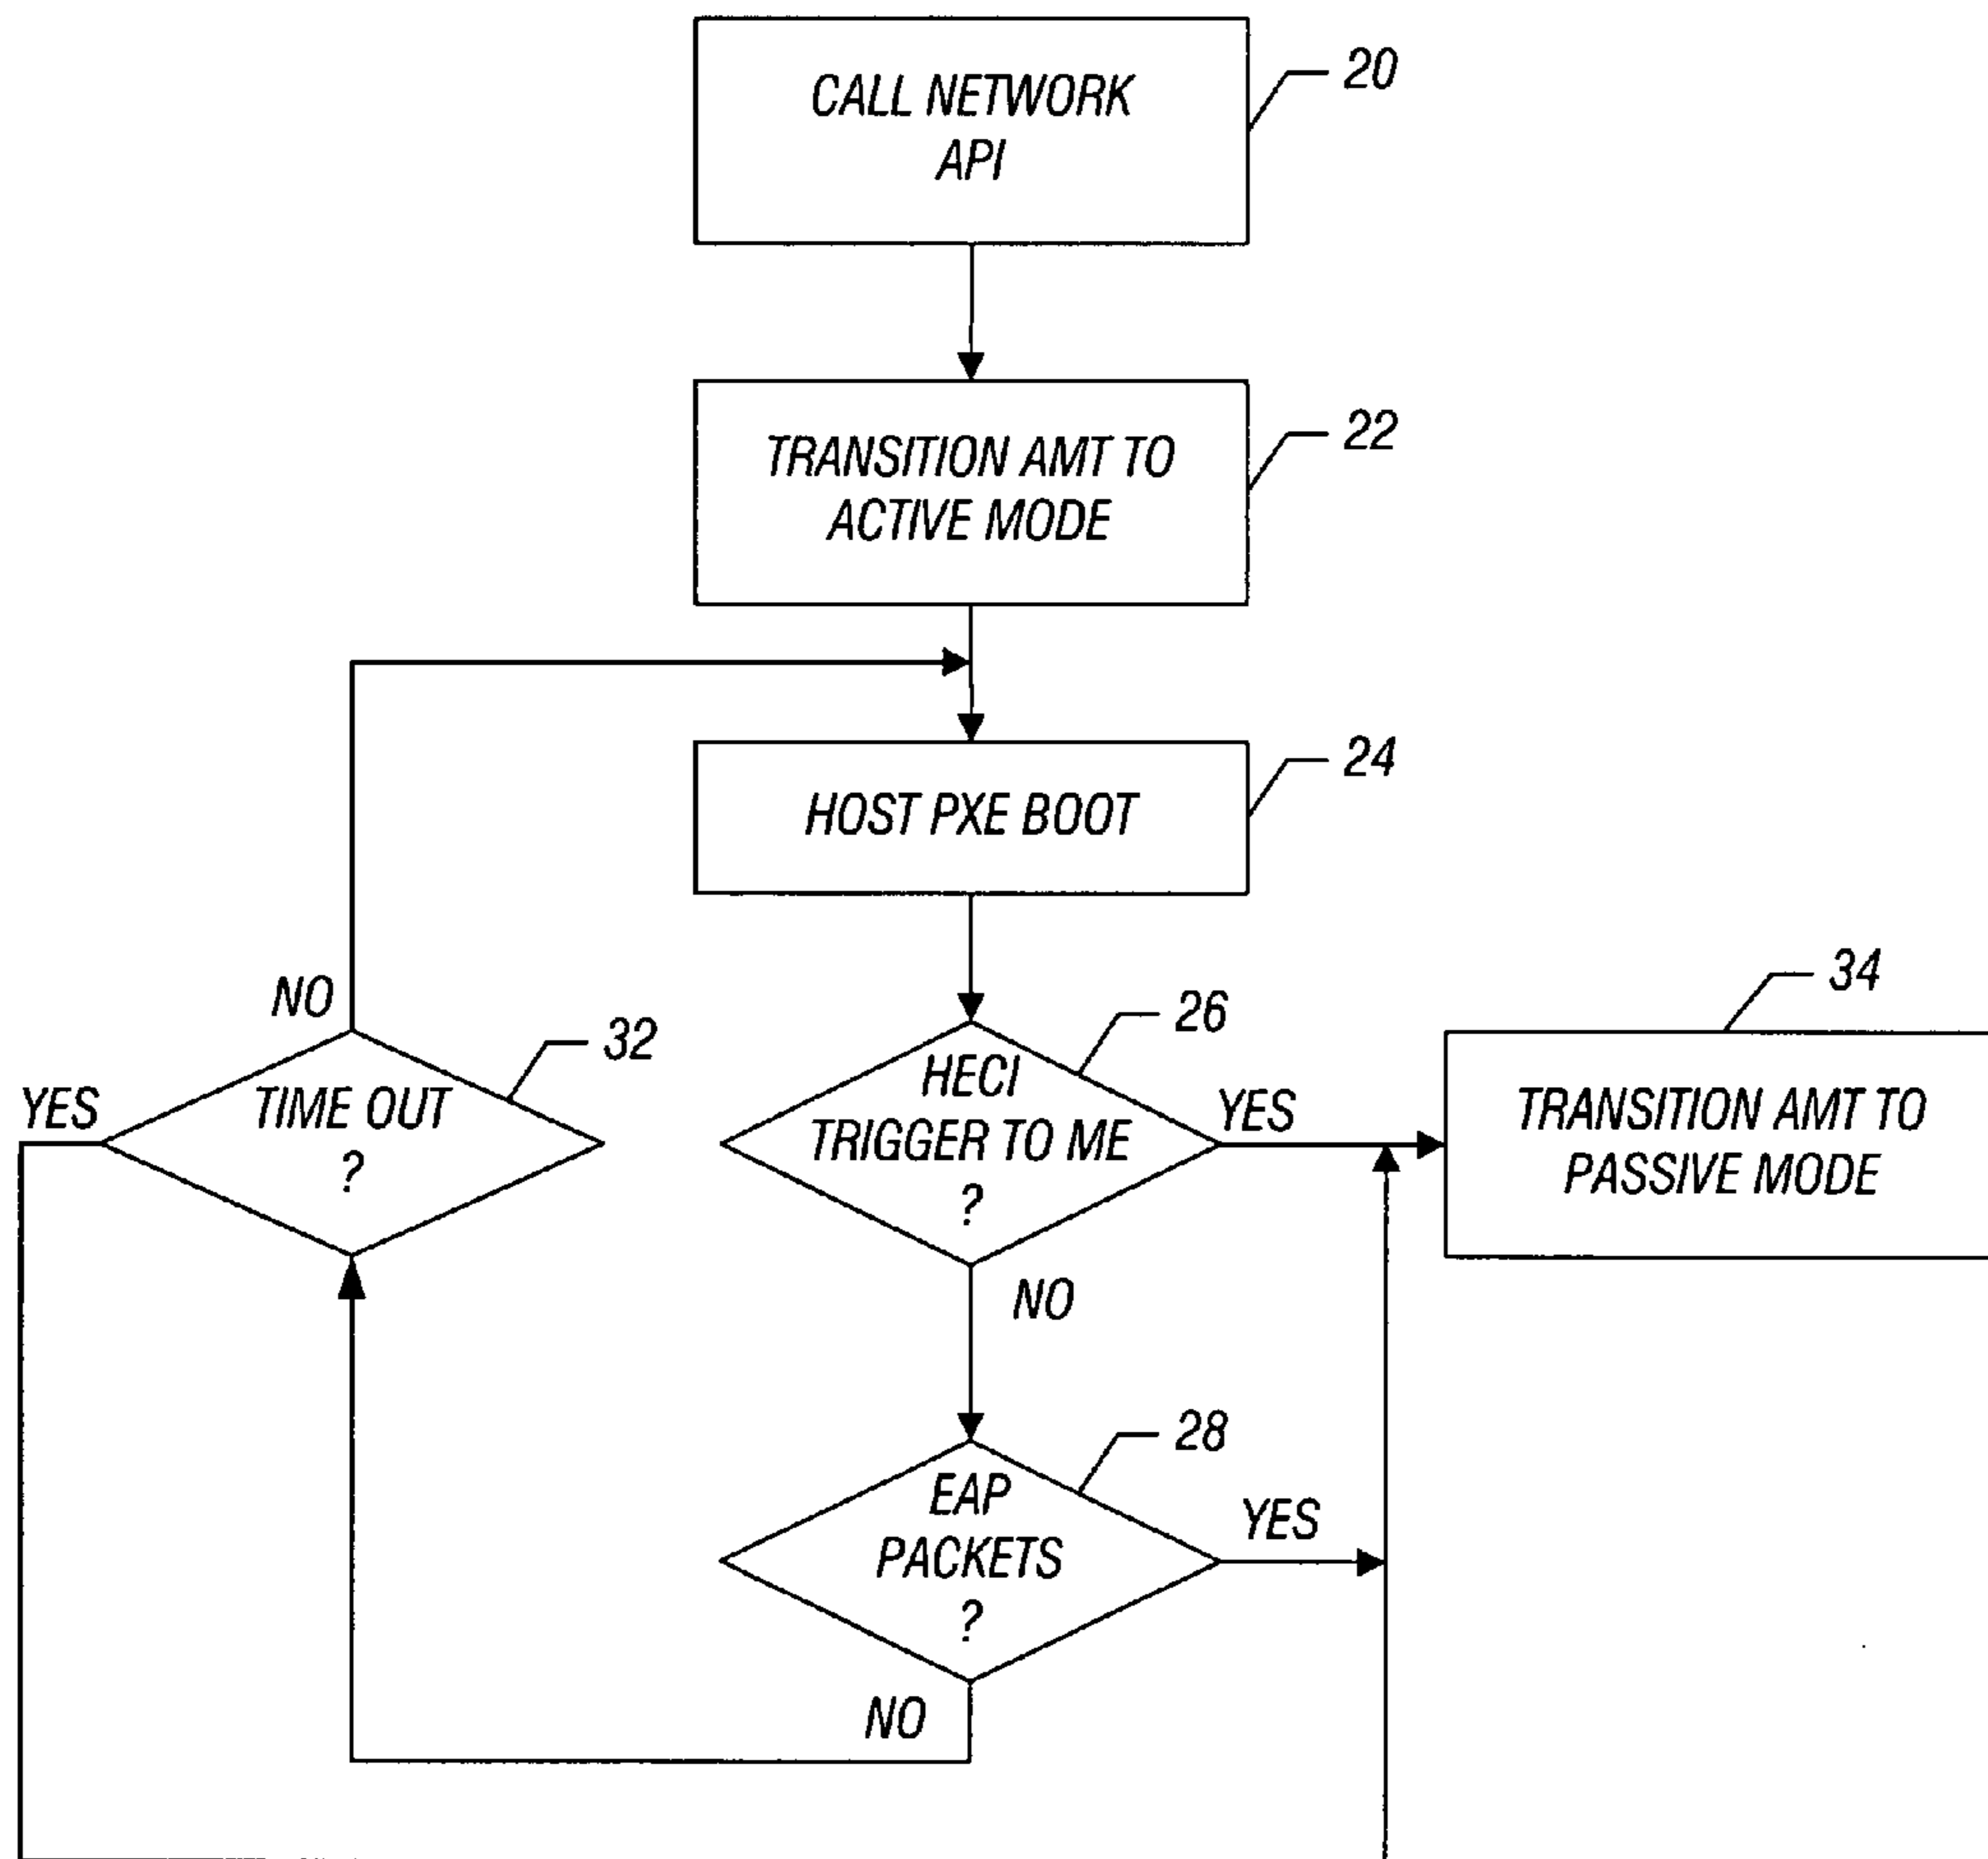 CALL NETWORK
API
20
TRANSITION AMT TO
ACTIVE MODE
22
HOST PXE BOOT
24
34
NO
32
26
TIME OUT
?
YES
HECI
TRIGGER TO ME
?
YES
TRANSITION AMT TO
PASSIVE MODE
NO
28
EAP
PACKETS
?
YES
NO